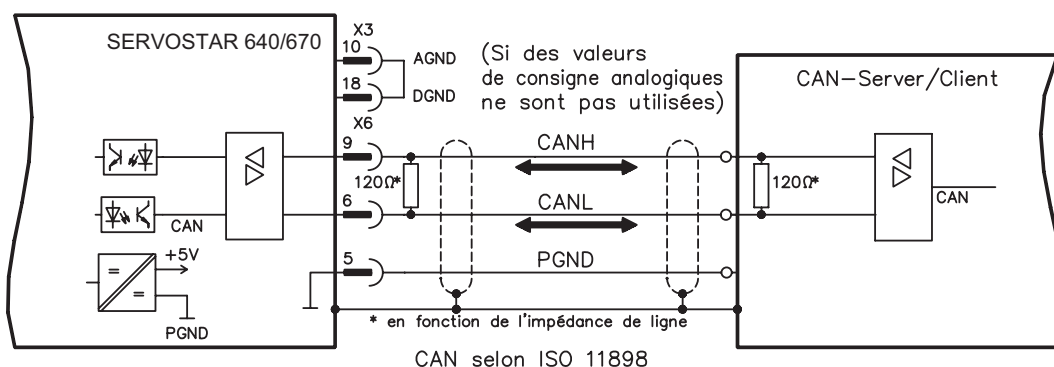 SERVOSTAR 640/670
X3
10
AGND
18
DGND
(Si des valeurs
de consigne analogiques
ne sont pas utilisées)
CAN-Server/Client
X6
9
CANH
120Ω*
120Ω*
6
CANL
CAN
CAN
+5V
5
PGND
=
=
PGND
* en fonction de l'impédance de ligne
CAN selon ISO 11898